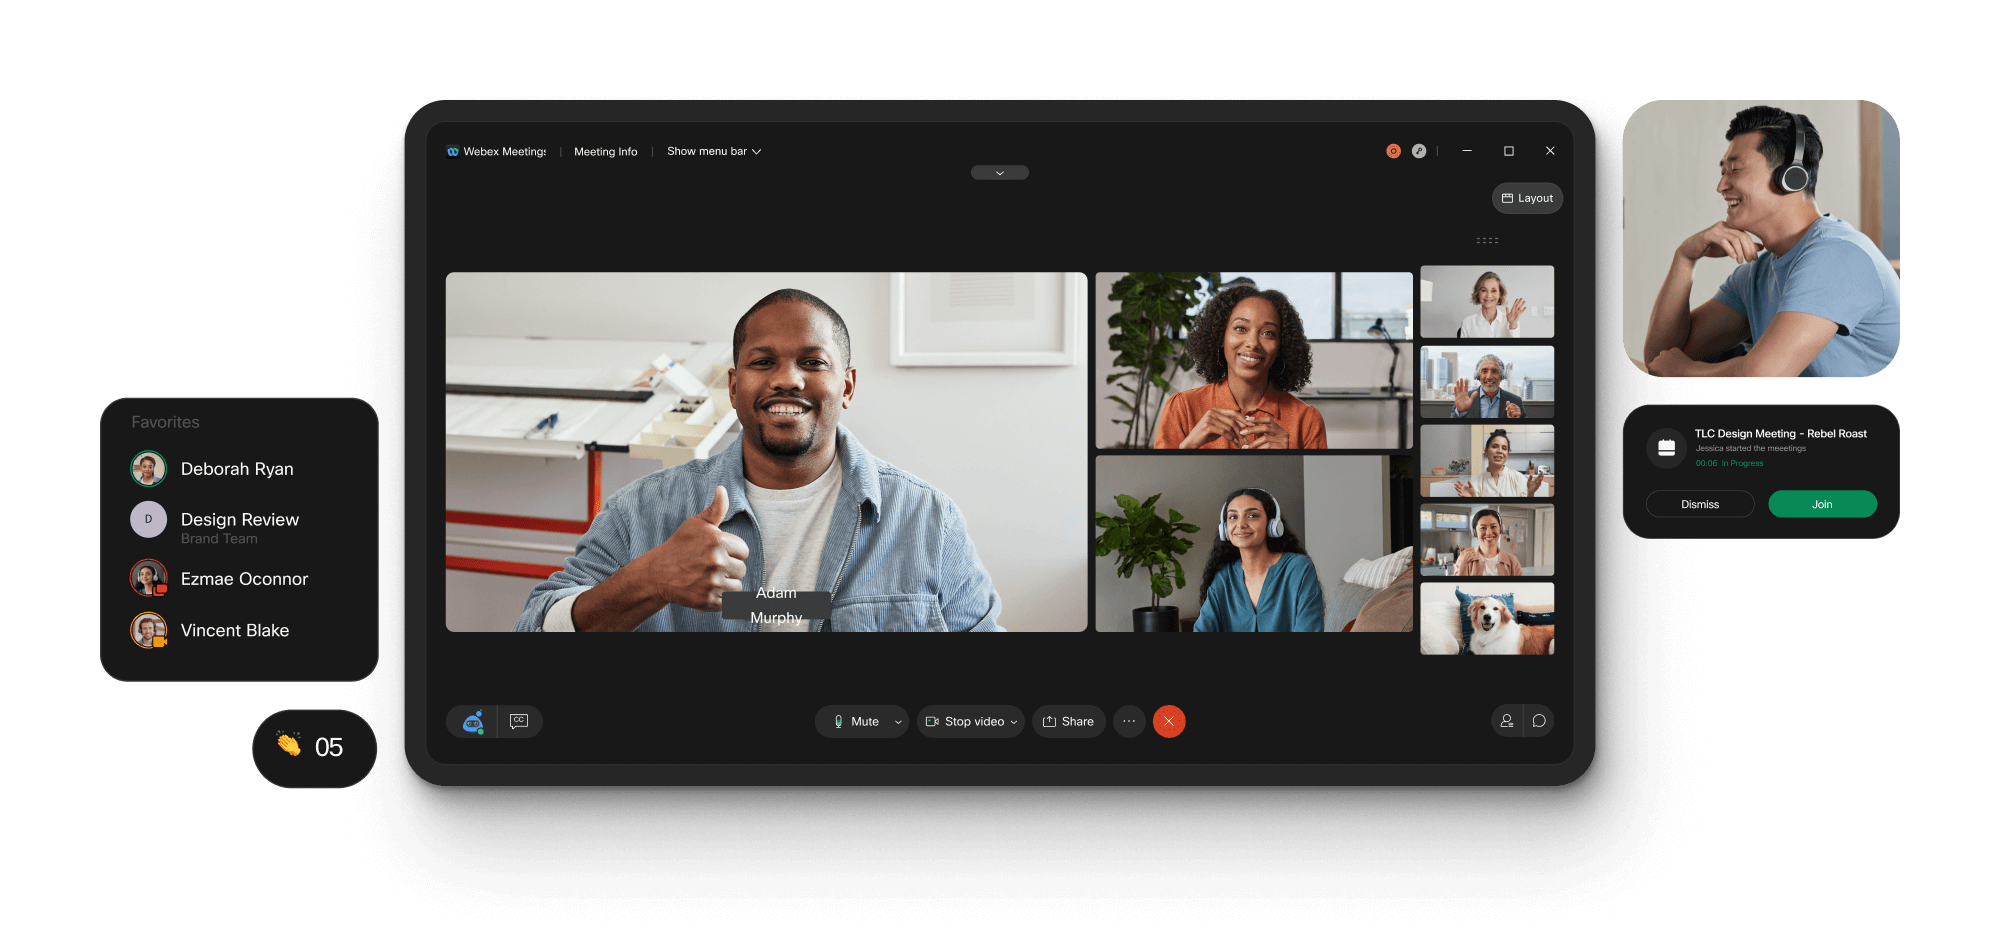 Webex Meetings
Meeting Info
Show menu bar
Layout
Adam
Murphy
CC
Mute
Stop video
Share
Favorites
Deborah Ryan
D
Design Review
Brand Team
Ezmae Oconnor
Vincent Blake
05
TLC Design Meeting - Rebel Roast
Jessica started the meeetings
00:06 In Progress
Dismiss
Join